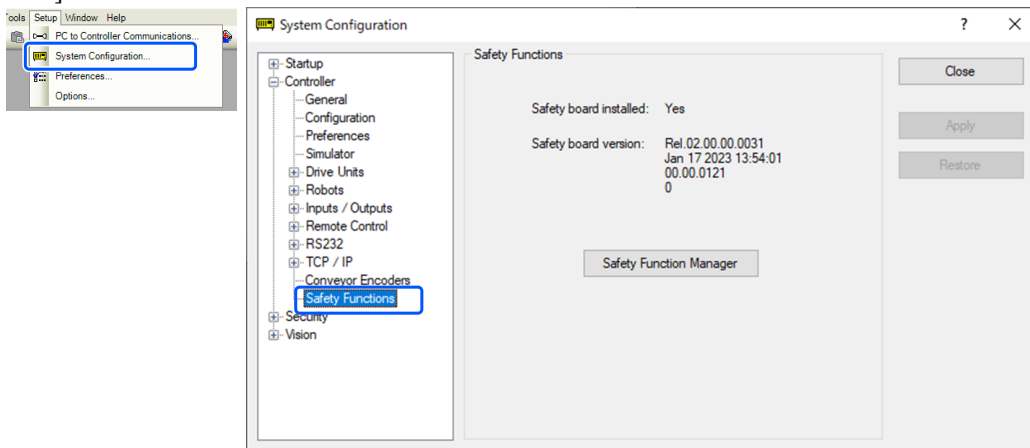 Tools Setup Window Help
PC to Controller Communications...
System Configuration...
Preferences...
Options...
System Configuration
? ×
Startup
Controller
General
Configuration
Preferences
Simulator
Drive Units
Robots
Inputs / Outputs
Remote Control
RS232
TCP / IP
Conveyor Encoders
Safety Functions
Security
Vision
Safety Functions
Safety board installed: Yes
Safety board version: Rel.02.00.00.0031
Jan 17 2023 13:54:01
00.00.0121
0
Safety Function Manager
Close
Apply
Restore